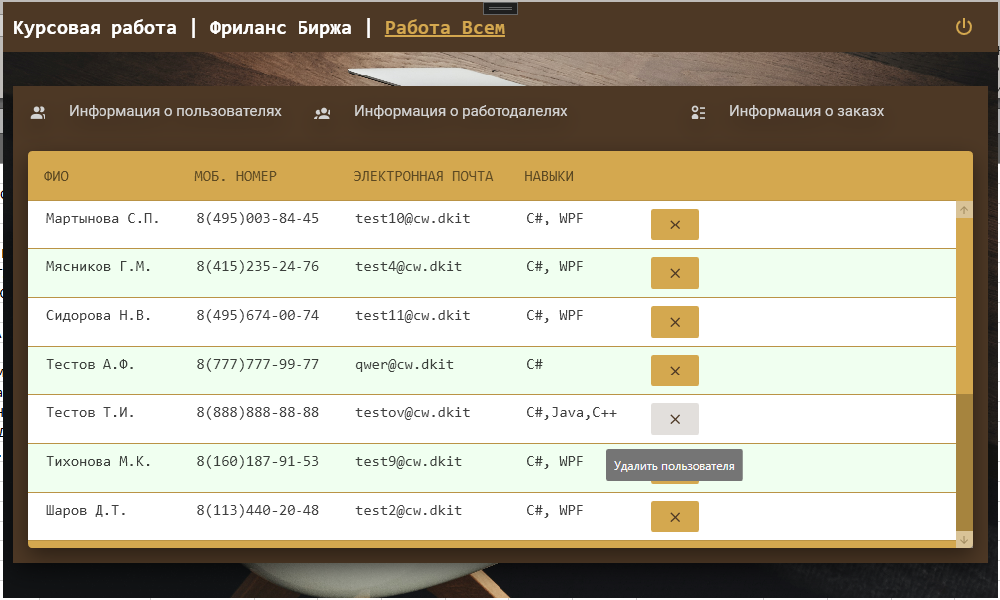 Курсовая работа | Фриланс Биржа | Работа Всем
Информация о пользователях Информация о работодалелях Информация о заказх
ФИО МОБ. НОМЕР ЭЛЕКТРОННАЯ ПОЧТА НАВЫКИ
Мартынова С.П. 8(495)003-84-45 test10@cw.dkit C#, WPF
Мясников Г.М. 8(415)235-24-76 test4@cw.dkit C#, WPF
Сидорова Н.В. 8(495)674-00-74 test11@cw.dkit C#, WPF
Тестов А.Ф. 8(777)777-99-77 qwer@cw.dkit C#
Тестов Т.И. 8(888)888-88-88 testov@cw.dkit C#,Java,C++
Тихонова М.К. 8(160)187-91-53 test9@cw.dkit C#, WPF
Удалить пользователя
Шаров Д.Т. 8(113)440-20-48 test2@cw.dkit C#, WPF